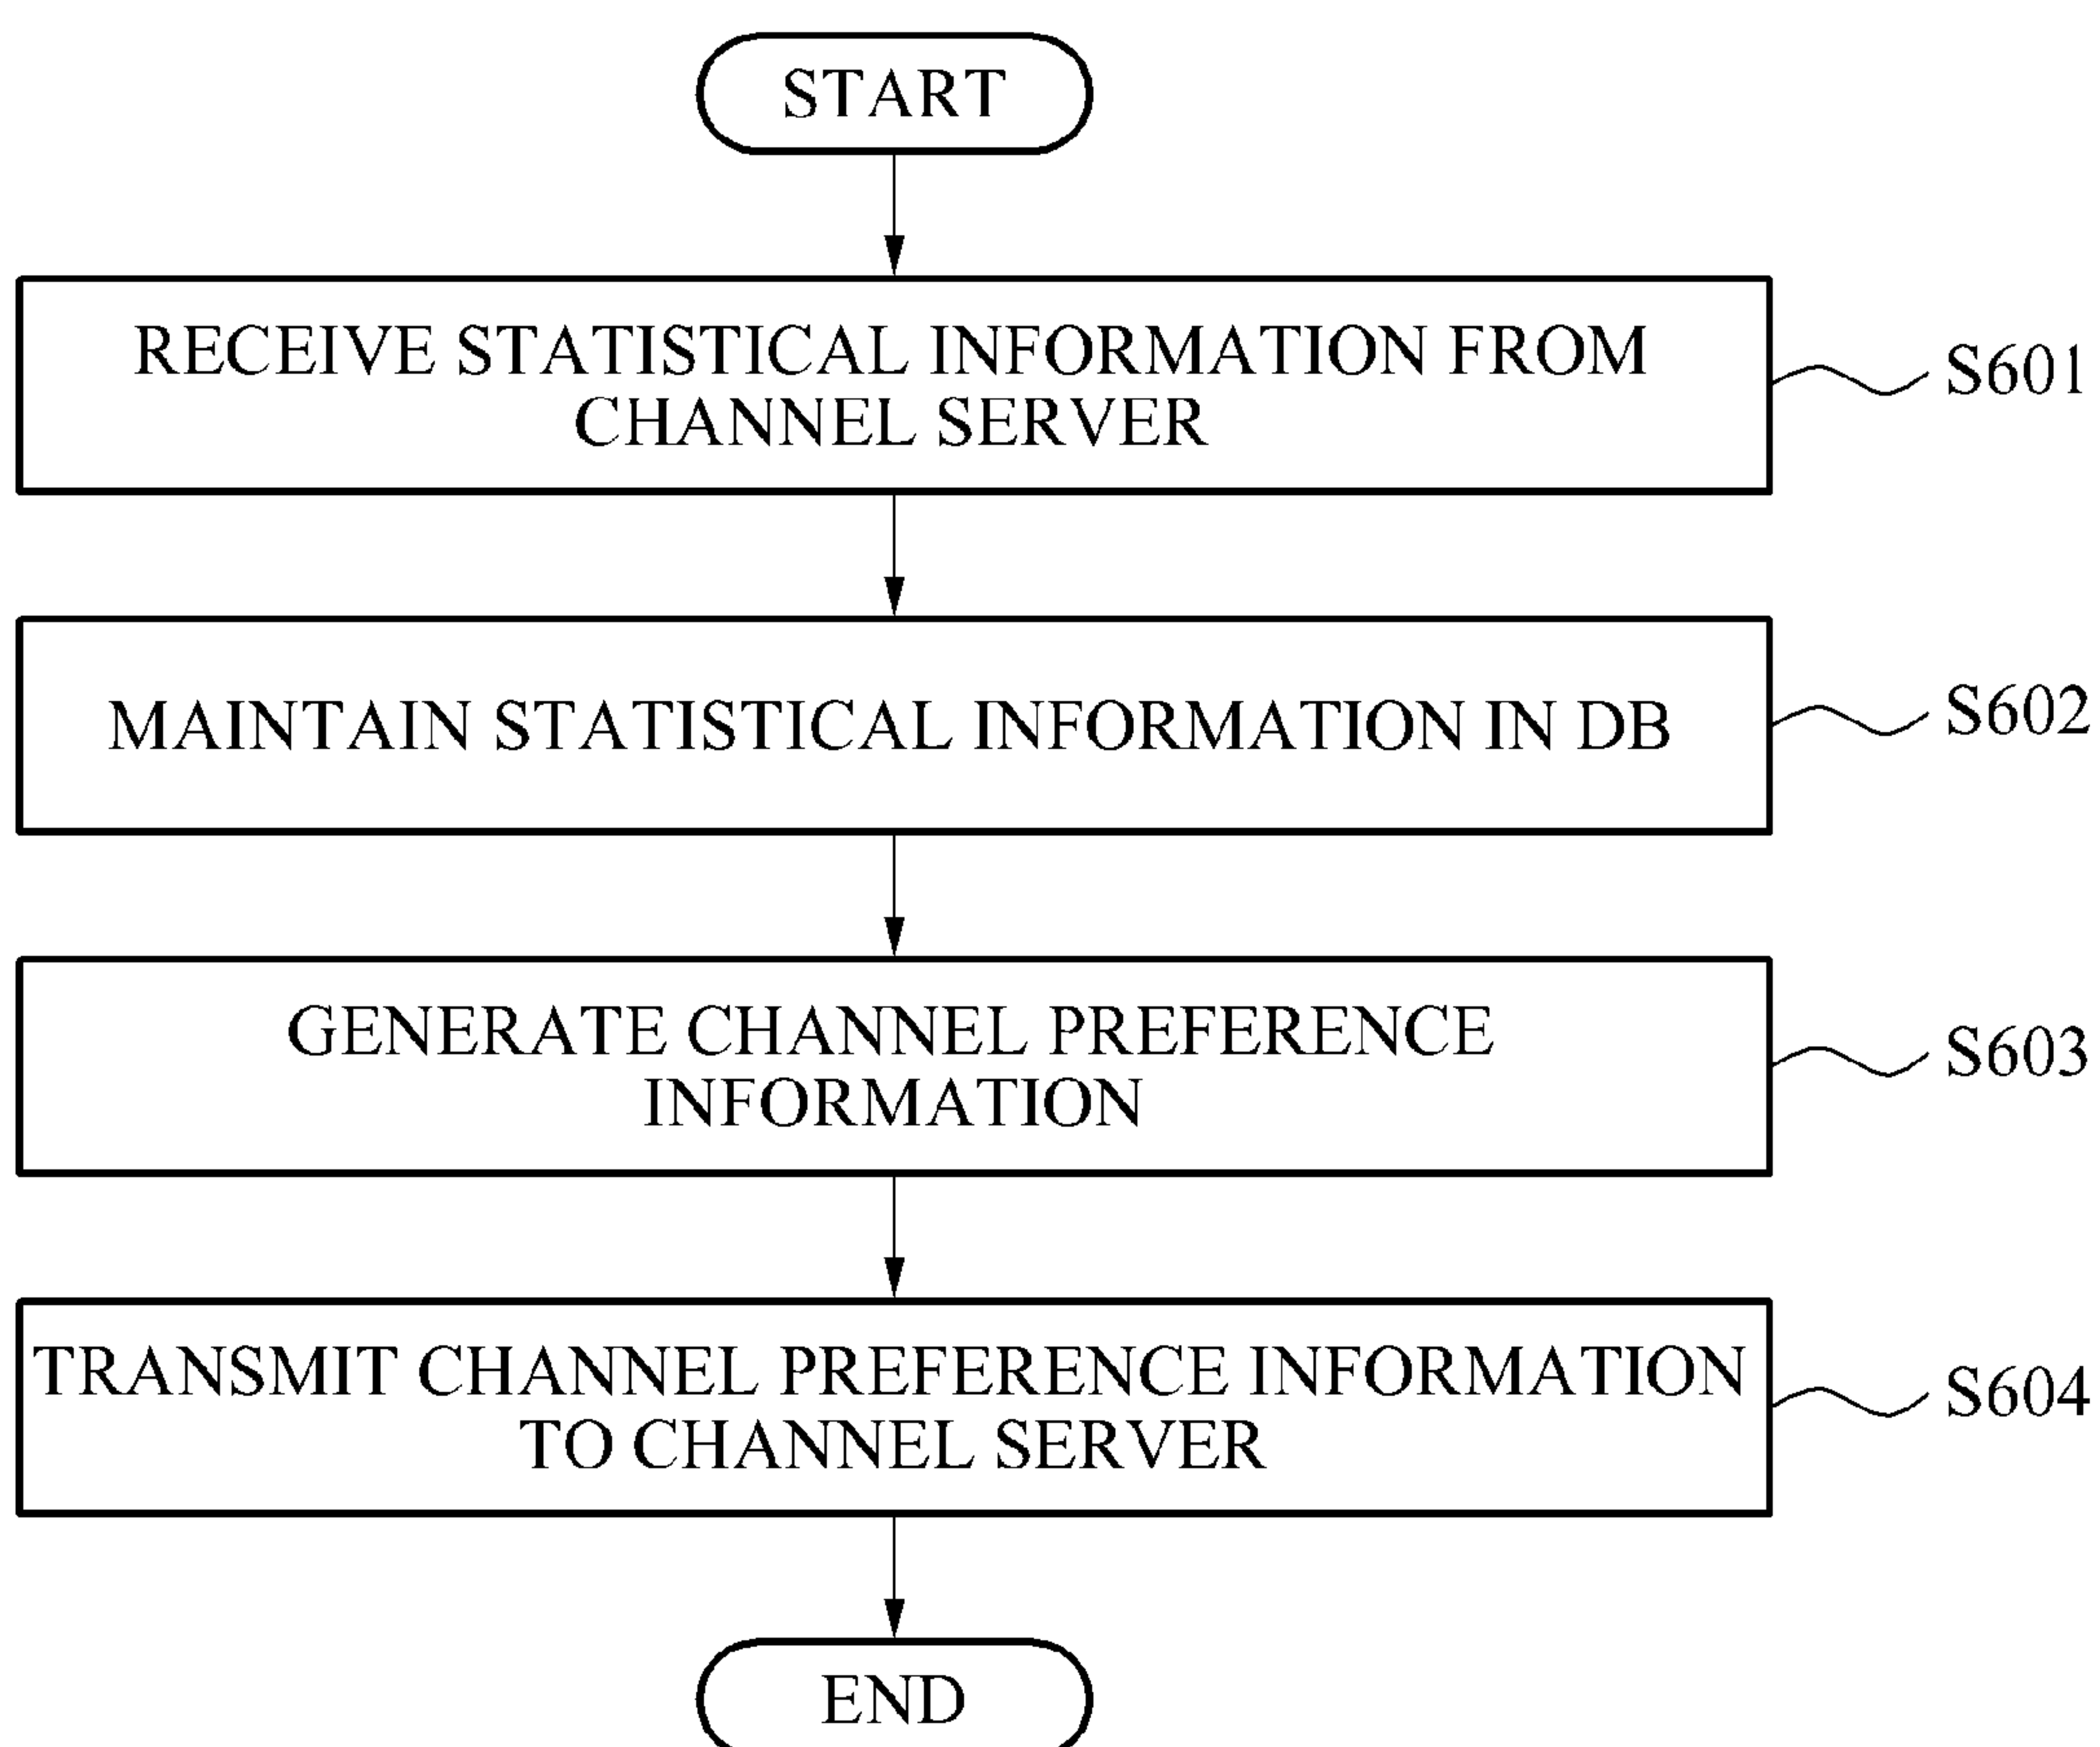 START
RECEIVE STATISTICAL INFORMATION FROM
CHANNEL SERVER
S601
MAINTAIN STATISTICAL INFORMATION IN DB
S602
GENERATE CHANNEL PREFERENCE
INFORMATION
S603
TRANSMIT CHANNEL PREFERENCE INFORMATION
TO CHANNEL SERVER
S604
END